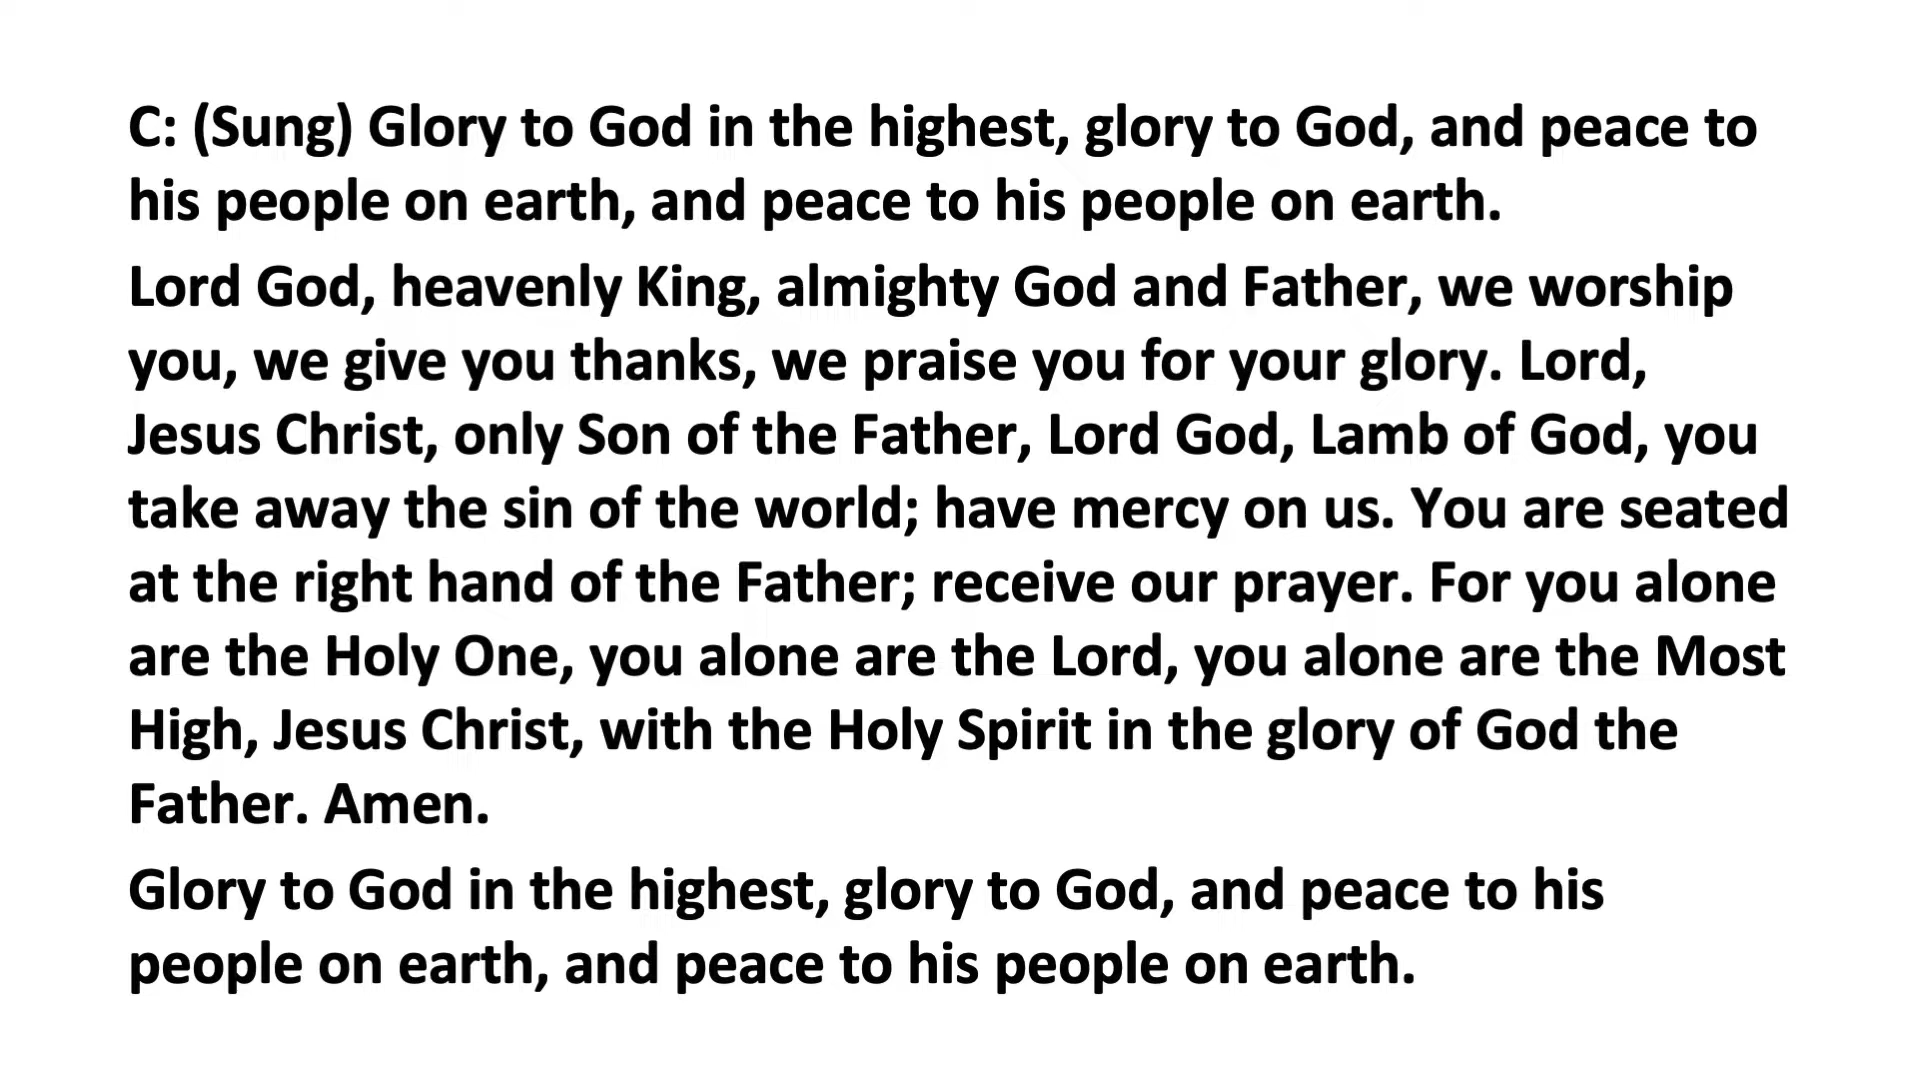 C: (Sung) Glory to God in the highest, glory to God, and peace to
his people on earth, and peace to his people on earth.
Lord God, heavenly King, almighty God and Father, we worship
you, we give you thanks, we praise you for your glory. Lord,
Jesus Christ, only Son of the Father, Lord God, Lamb of God, you
take away the sin of the world; have mercy on us. You are seated
at the right hand of the Father; receive our prayer. For you alone
are the Holy One, you alone are the Lord, you alone are the Most
High, Jesus Christ, with the Holy Spirit in the glory of God the
Father. Amen.
Glory to God in the highest, glory to God, and peace to his
people on earth, and peace to his people on earth.